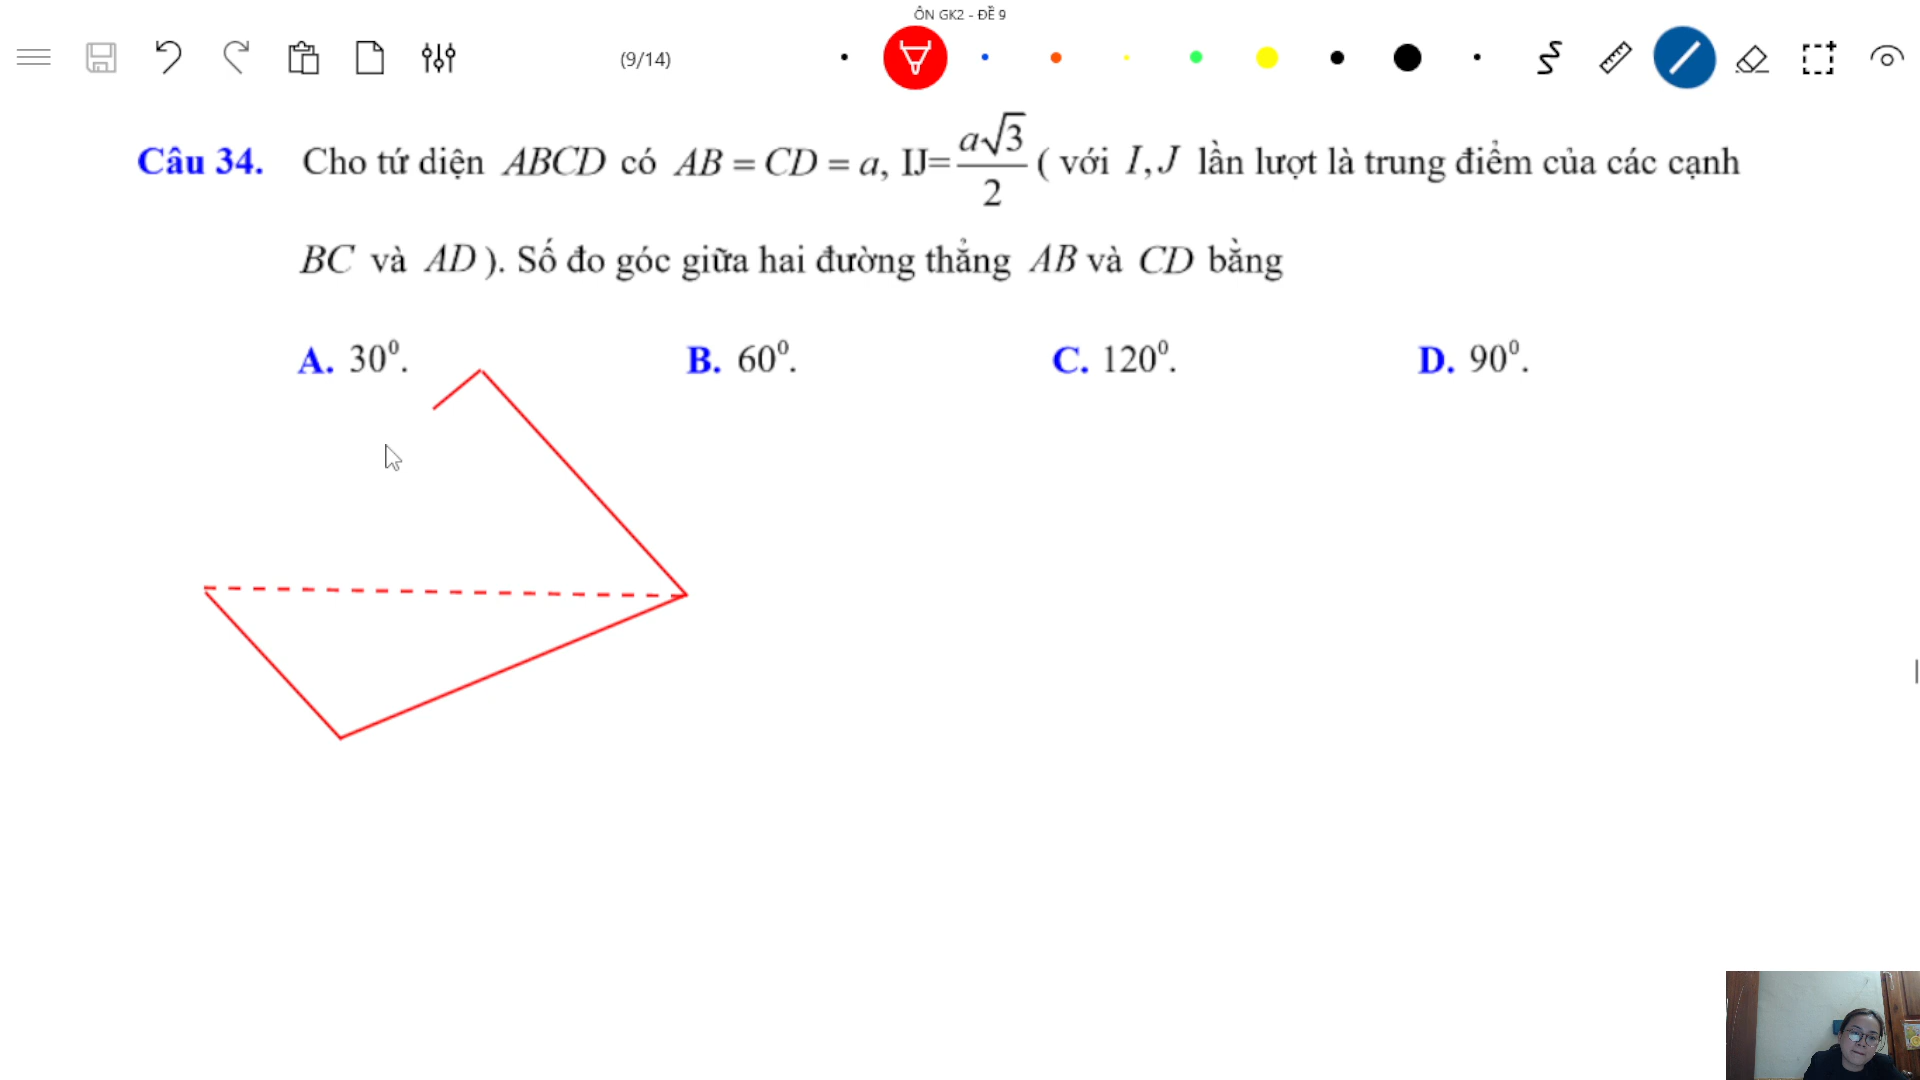 ÔN GK2 - ĐỀ 9
(9/14)
Câu 34. Cho tứ diện ABCD có AB = CD = a, IJ = \frac{a\sqrt{3}}{2} ( với I, J lần lượt là trung điểm của các cạnh
BC và AD ). Số đo góc giữa hai đường thẳng AB và CD bằng
A. 30⁰. B. 60⁰. C. 120⁰. D. 90⁰.